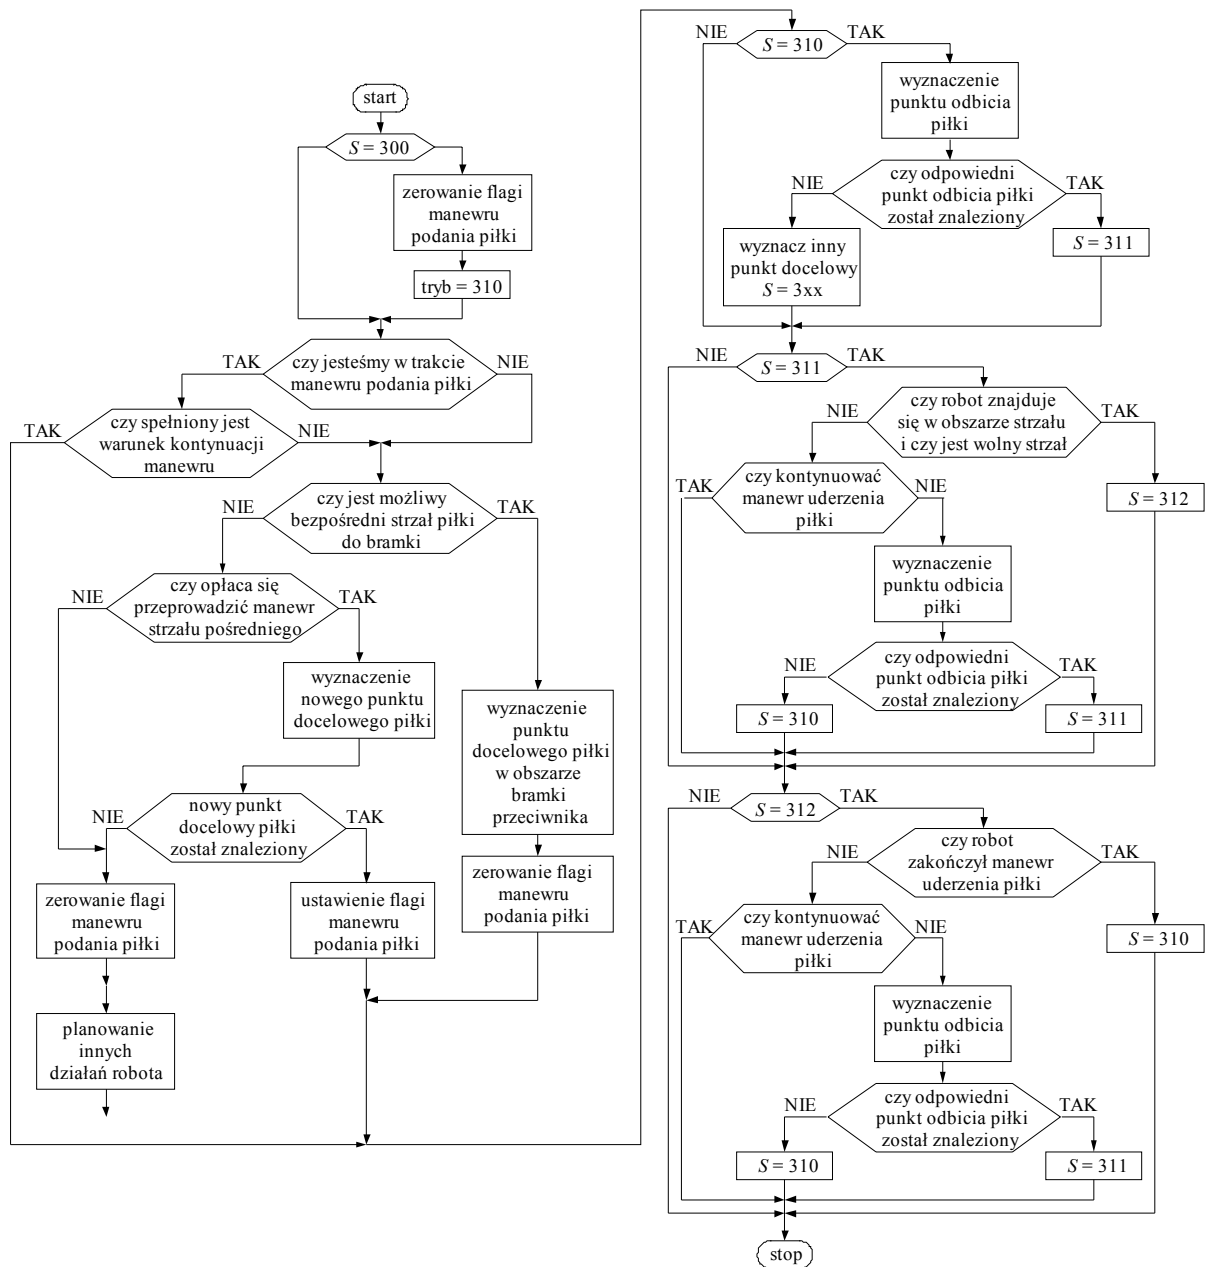 start
S = 300
zerowanie flagi
manewru
podania piłki
tryb = 310
TAK
czy jesteśmy w trakcie
manewru podania piłki
NIE
TAK
czy spełniony jest
warunek kontynuacji
manewru
NIE
NIE
czy jest możliwy
bezpośredni strzał piłki
do bramki
TAK
NIE
czy opłaca się
przeprowadzić manewr
strzału pośredniego
TAK
wyznaczenie
nowego punktu
docelowego piłki
wyznaczenie
punktu
docelowego piłki
w obszarze
bramki
przeciwnika
NIE
nowy punkt
docelowy piłki
został znaleziony
TAK
zerowanie flagi
manewru
podania piłki
ustawienie flagi
manewru
podania piłki
zerowanie flagi
manewru
podania piłki
planowanie
innych
działań robota
NIE
S = 310
TAK
wyznaczenie
punktu odbicia
piłki
NIE
czy odpowiedni
punkt odbicia piłki
został znaleziony
TAK
wyznacz inny
punkt docelowy
S = 3xx
S = 311
NIE
S = 311
TAK
NIE
czy robot znajduje
się w obszarze strzału
i czy jest wolny strzał
TAK
TAK
czy kontynuować
manewr uderzenia
piłki
NIE
S = 312
wyznaczenie
punktu odbicia
piłki
NIE
czy odpowiedni
punkt odbicia piłki
został znaleziony
TAK
S = 310
S = 311
NIE
S = 312
TAK
NIE
czy robot
zakończył manewr
uderzenia piłki
TAK
TAK
czy kontynuować
manewr uderzenia
piłki
NIE
S = 310
wyznaczenie
punktu odbicia
piłki
NIE
czy odpowiedni
punkt odbicia piłki
został znaleziony
TAK
S = 310
S = 311
stop